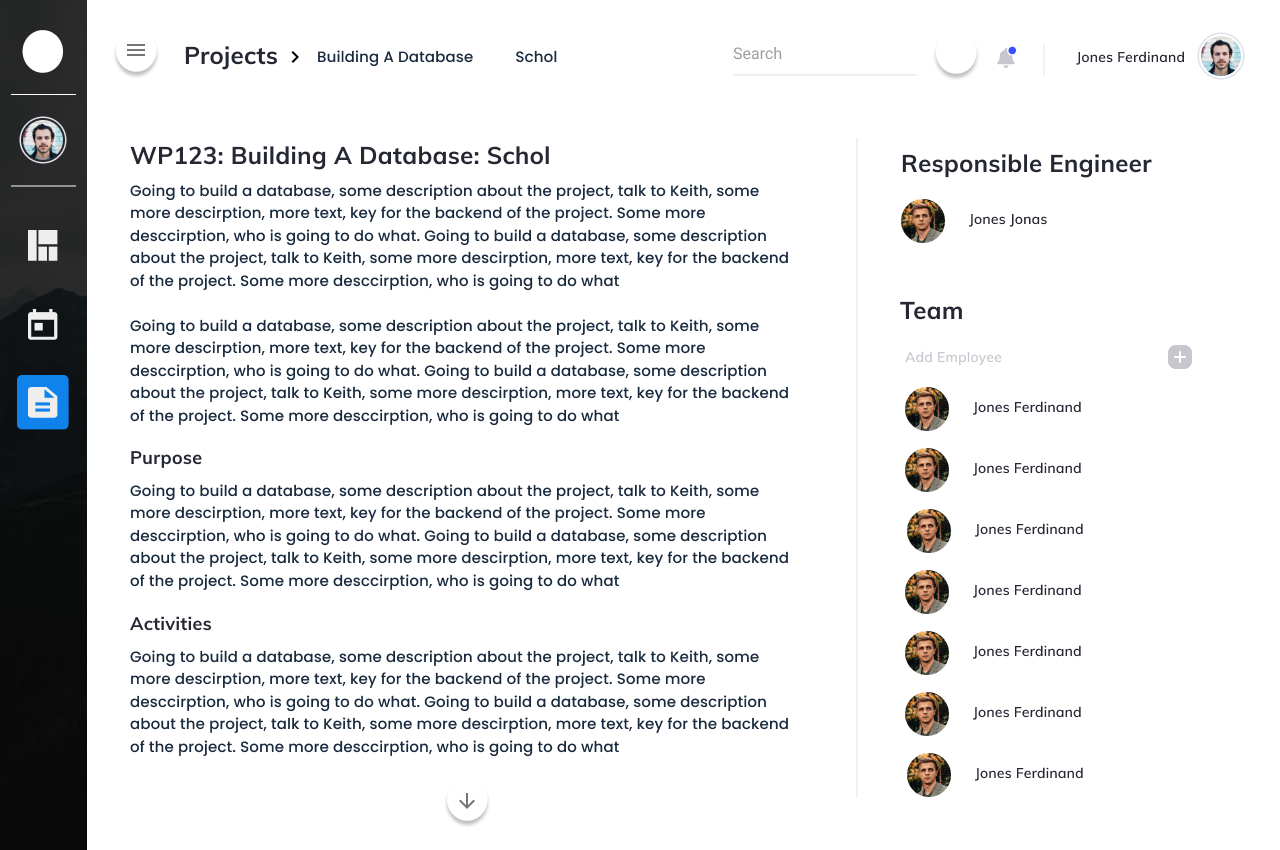 Projects
Building A Database
Schol
Search
Jones Ferdinand
WP123: Building A Database: Schol
Going to build a database, some description about the project, talk to Keith, some
more descirption, more text, key for the backend of the project. Some more
desccirption, who is going to do what. Going to build a database, some description
about the project, talk to Keith, some more descirption, more text, key for the backend
of the project. Some more desccirption, who is going to do what
Going to build a database, some description about the project, talk to Keith, some
more descirption, more text, key for the backend of the project. Some more
desccirption, who is going to do what. Going to build a database, some description
about the project, talk to Keith, some more descirption, more text, key for the backend
of the project. Some more desccirption, who is going to do what
Purpose
Going to build a database, some description about the project, talk to Keith, some
more descirption, more text, key for the backend of the project. Some more
desccirption, who is going to do what. Going to build a database, some description
about the project, talk to Keith, some more descirption, more text, key for the backend
of the project. Some more desccirption, who is going to do what
Activities
Going to build a database, some description about the project, talk to Keith, some
more descirption, more text, key for the backend of the project. Some more
desccirption, who is going to do what. Going to build a database, some description
about the project, talk to Keith, some more descirption, more text, key for the backend
of the project. Some more desccirption, who is going to do what
Responsible Engineer
Jones Jonas
Team
Add Employee
Jones Ferdinand
Jones Ferdinand
Jones Ferdinand
Jones Ferdinand
Jones Ferdinand
Jones Ferdinand
Jones Ferdinand